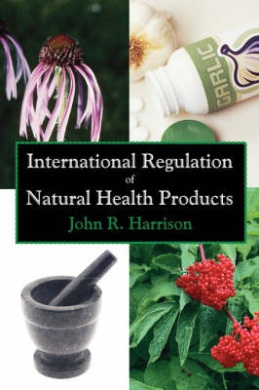 GARLIC
International Regulation
of
Natural Health Products
John R. Harrison